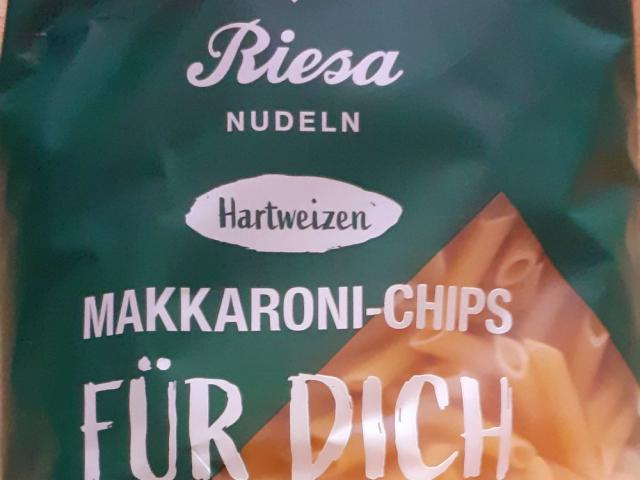 Riesa
NUDELN
Hartweizen
MAKKARONI-CHIPS
FÜR DICH